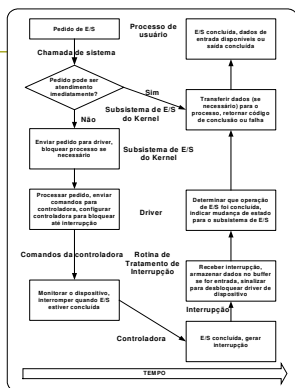 Pedido de E/S
Processo de
usuário
E/S concluída, dados de
entrada disponíveis ou
saída concluída
Chamada de sistema
Pedido pode ser
atendimento
imediatamente?
Sim
Subsistema de E/S
do Kernel
Transferir dados (se
necessário) para o
processo, retornar código
de conclusão ou falha
Não
Enviar pedido para driver,
bloquear processo se
necessário
Subsistema de E/S
do Kernel
Processar pedido, enviar
comandos para
controladora, configurar
controladora para bloquear
até interrupção
Driver
Determinar que operação
de E/S foi concluída,
indicar mudança de estado
para o subsistema de E/S
Comandos da controladora
Rotina de
Tratamento de
Interrupção
Receber interrupção,
armazenar dados no buffer
se for entrada, sinalizar
para desbloquear driver de
dispositivo
Monitorar o dispositivo,
interromper quando E/S
estiver concluída
Interrupção
Controladora
E/S concluída, gerar
interrupção
TEMPO